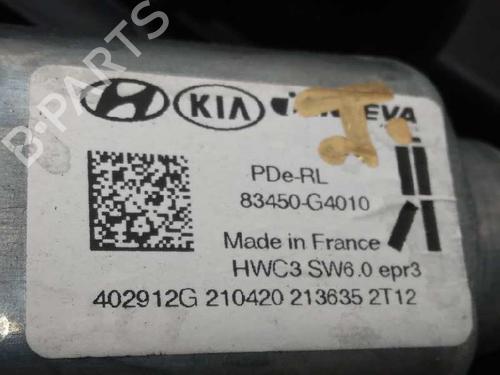 KIA
PDe-RL
83450-G4010
Made in France
HWC3 SW6.0 epr3
402912G 210420 213635 2T12
B-PARTS